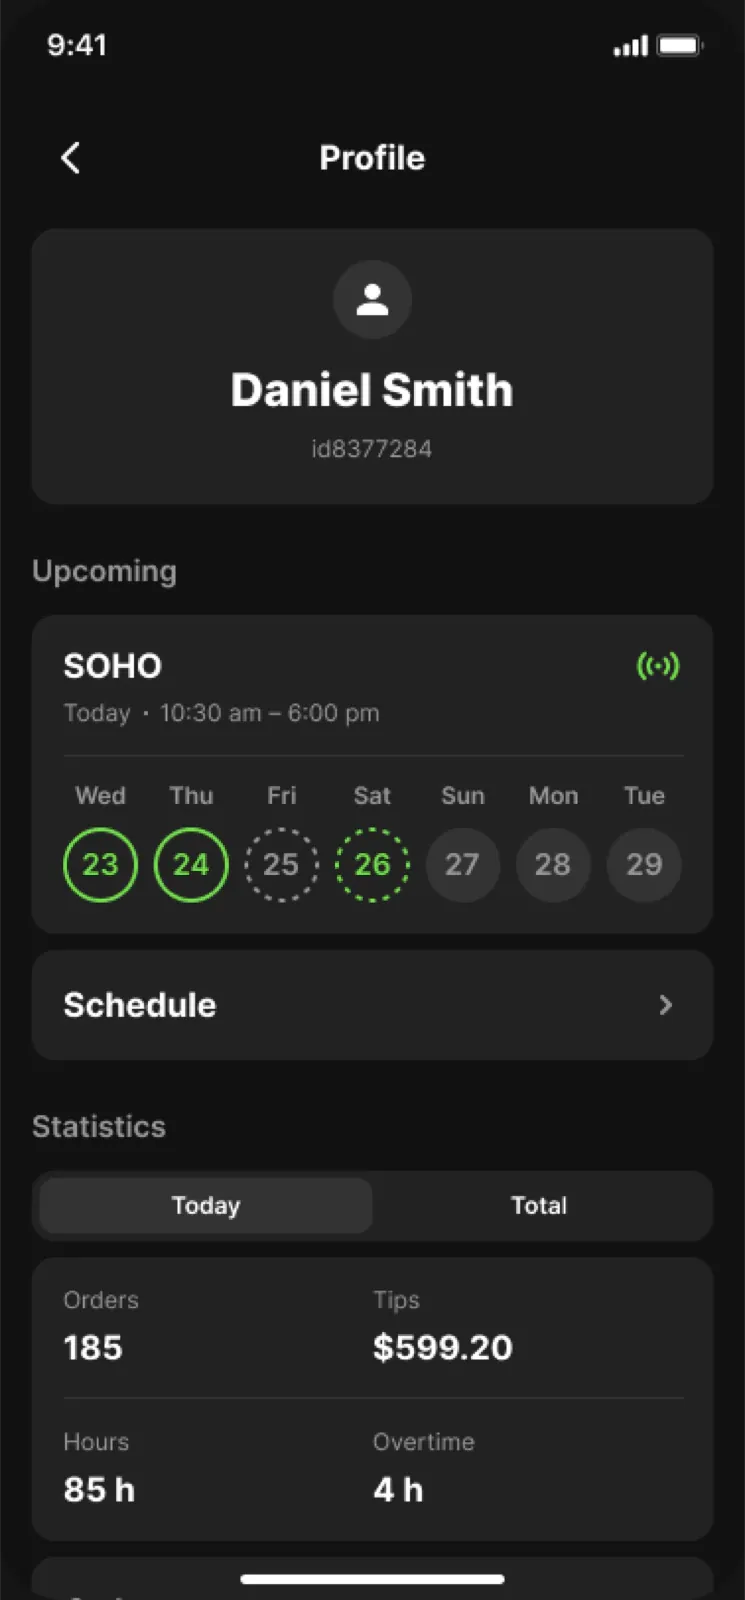 9:41
Profile
Daniel Smith
id8377284
Upcoming
SOHO
Today · 10:30 am – 6:00 pm
Wed Thu Fri Sat Sun Mon Tue
23 24 25 26 27 28 29
Schedule
Statistics
Today Total
Orders Tips
185 $599.20
Hours Overtime
85 h 4 h